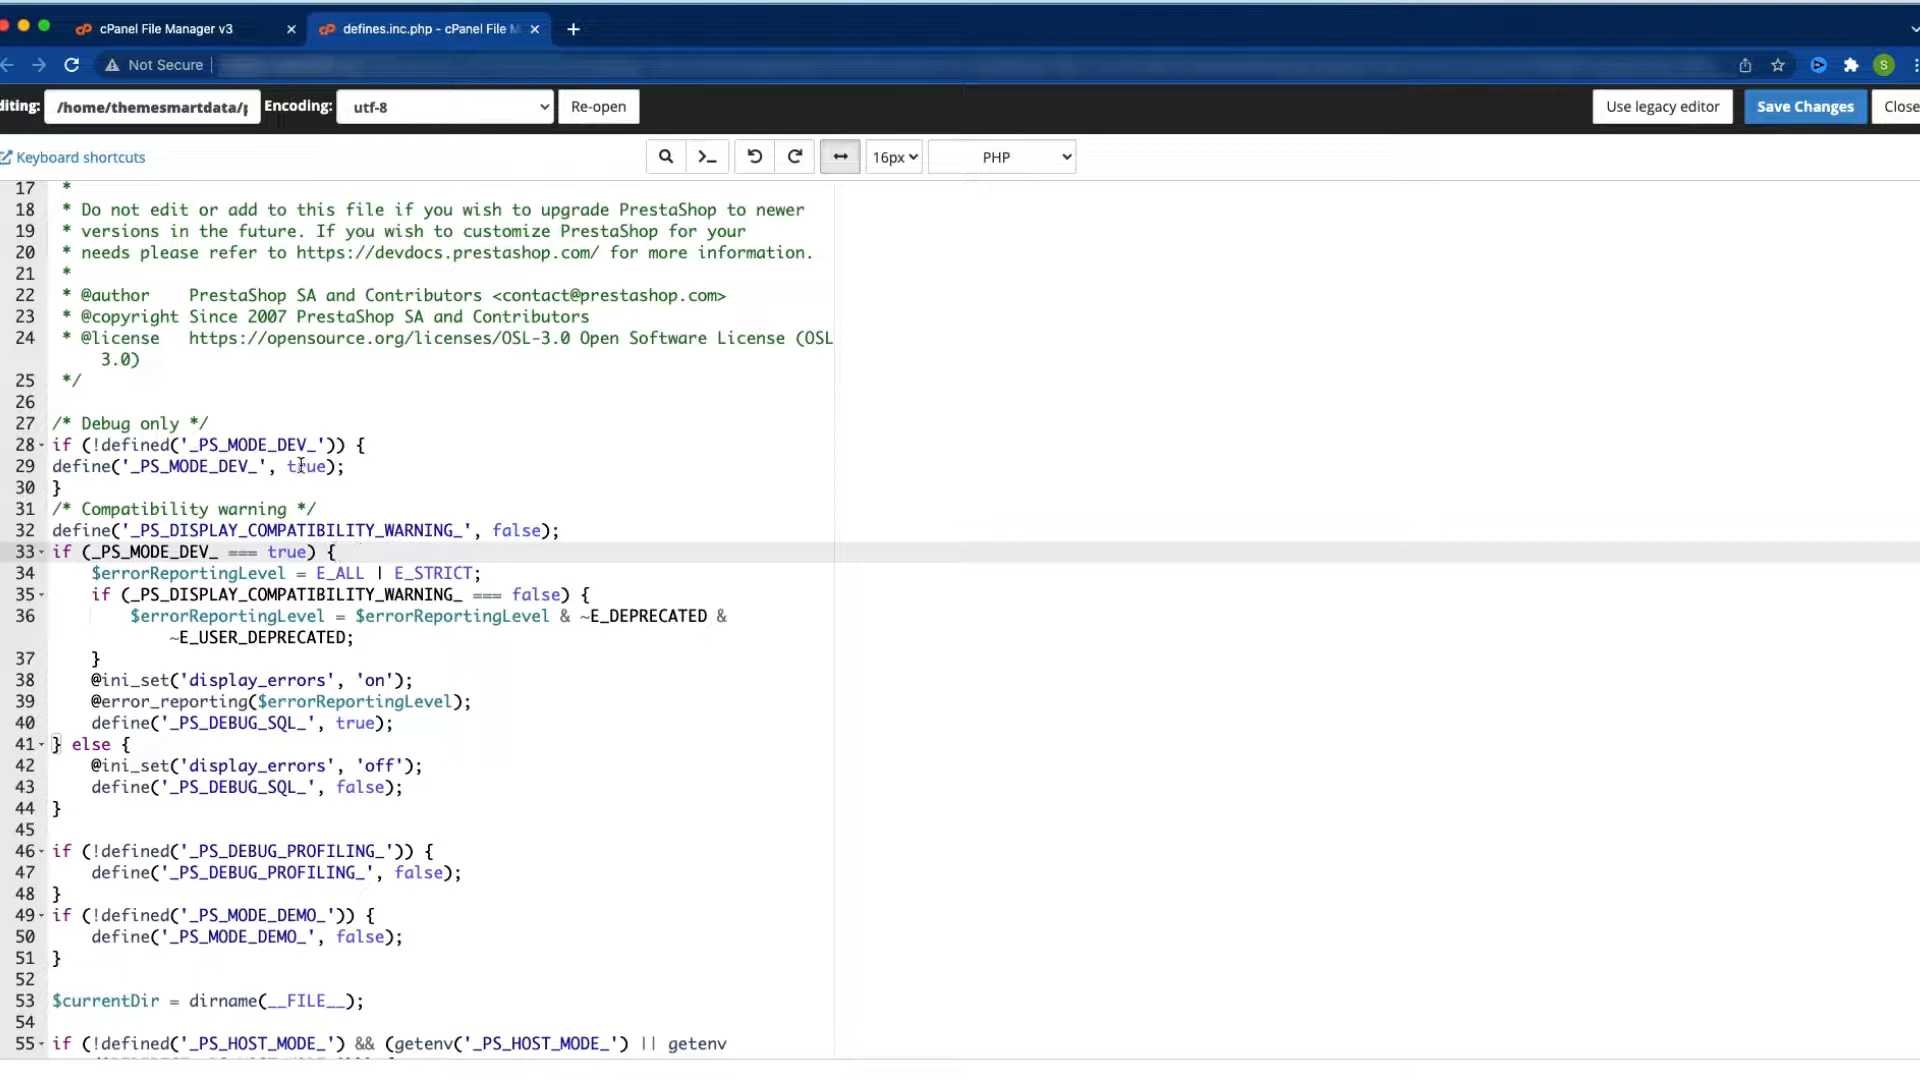 cPanel File Manager v3
defines.inc.php - cPanel File M
Not Secure
S
diting:
/home/themesmartdata/p
Encoding:
utf-8
Re-open
Use legacy editor
Save Changes
Close
Keyboard shortcuts
16px
PHP
17 *
18 * Do not edit or add to this file if you wish to upgrade PrestaShop to newer
19 * versions in the future. If you wish to customize PrestaShop for your
20 * needs please refer to https://devdocs.prestashop.com/ for more information.
21 *
22 * @author    PrestaShop SA and Contributors <contact@prestashop.com>
23 * @copyright Since 2007 PrestaShop SA and Contributors
24 * @license   https://opensource.org/licenses/OSL-3.0 Open Software License (OSL
3.0)
25 */
26
27 /* Debug only */
28 if (!defined('_PS_MODE_DEV_')) {
29 define('_PS_MODE_DEV_', true);
30 }
31 /* Compatibility warning */
32 define('_PS_DISPLAY_COMPATIBILITY_WARNING_', false);
33 if (_PS_MODE_DEV_ === true) {
34     $errorReportingLevel = E_ALL | E_STRICT;
35     if (_PS_DISPLAY_COMPATIBILITY_WARNING_ === false) {
36         $errorReportingLevel = $errorReportingLevel & ~E_DEPRECATED &
~E_USER_DEPRECATED;
37     }
38     @ini_set('display_errors', 'on');
39     @error_reporting($errorReportingLevel);
40     define('_PS_DEBUG_SQL_', true);
41 } else {
42     @ini_set('display_errors', 'off');
43     define('_PS_DEBUG_SQL_', false);
44 }
45
46 if (!defined('_PS_DEBUG_PROFILING_')) {
47     define('_PS_DEBUG_PROFILING_', false);
48 }
49 if (!defined('_PS_MODE_DEMO_')) {
50     define('_PS_MODE_DEMO_', false);
51 }
52
53 $currentDir = dirname(__FILE__);
54
55 if (!defined('_PS_HOST_MODE_') && (getenv('_PS_HOST_MODE_') || getenv